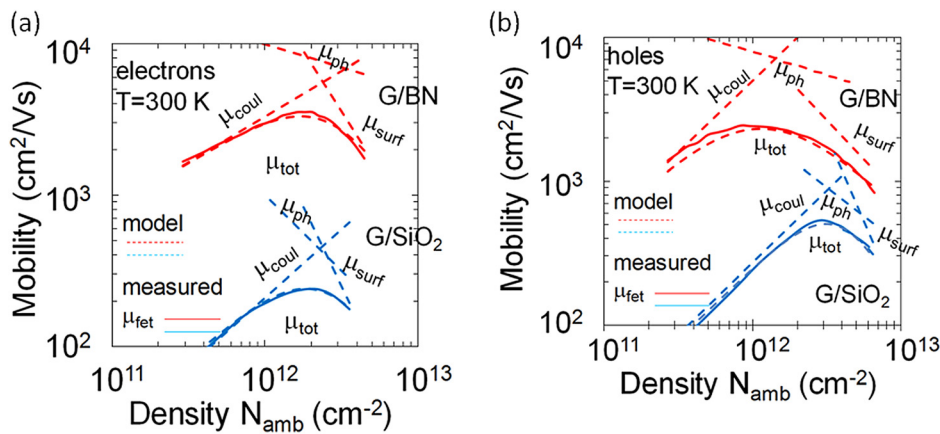 (a)
Mobility (cm²/Vs)
10⁴
10³
10²
electrons
T=300 K
μph
G/BN
μcoul
μsurf
μtot
model
μph
G/SiO₂
μcoul
μsurf
measured
μfet
μtot
10¹¹
10¹²
10¹³
Density Namb (cm⁻²)
(b)
Mobility (cm²/Vs)
10⁴
10³
10²
holes
T=300 K
μcoul
μph
G/BN
μsurf
μtot
model
μcoul
μph
μsurf
measured
μtot
μfet
G/SiO₂
10¹¹
10¹²
10¹³
Density Namb (cm⁻²)